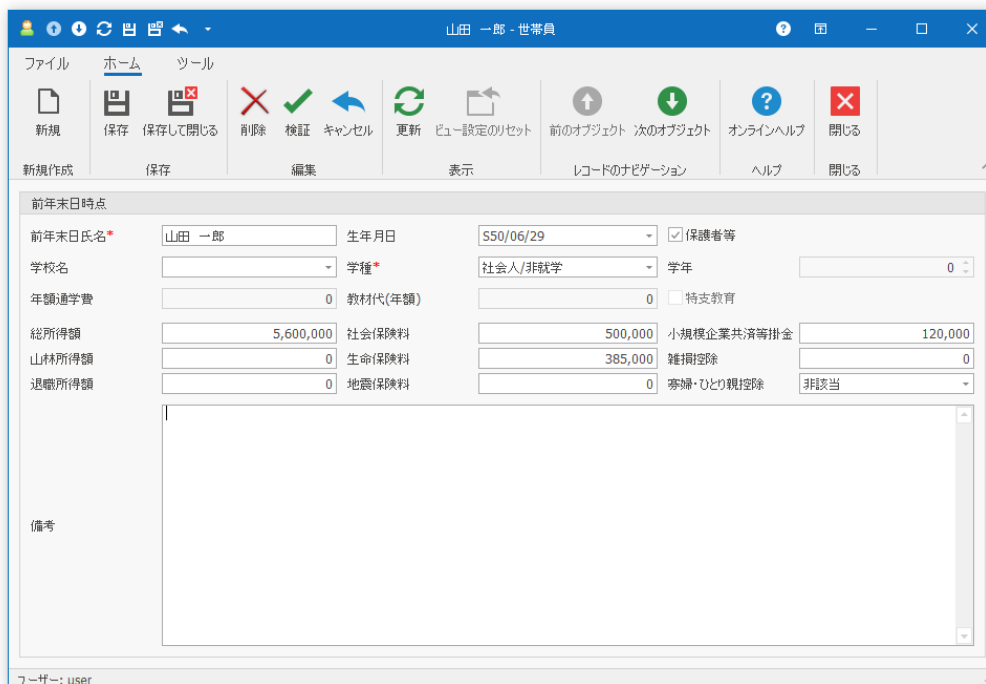 山田 一郎 - 世帯員
ファイル ホーム ツール
新規 保存 保存して閉じる 削除 検証 キャンセル 更新 ビュー設定のリセット 前のオブジェクト 次のオブジェクト オンラインヘルプ 閉じる
新規作成 保存 編集 表示 レコードのナビゲーション ヘルプ 閉じる
前年末日時点
前年末日氏名* 山田 一郎 生年月日 S50/06/29 保護者等
学校名 学種* 社会人/非就学 学年 0
年額通学費 0 教材代(年額) 0 特支教育
総所得額 5,600,000 社会保険料 500,000 小規模企業共済等掛金 120,000
山林所得額 0 生命保険料 385,000 雑損控除 0
退職所得額 0 地震保険料 0 寡婦・ひとり親控除 非該当
備考
ユーザー: user